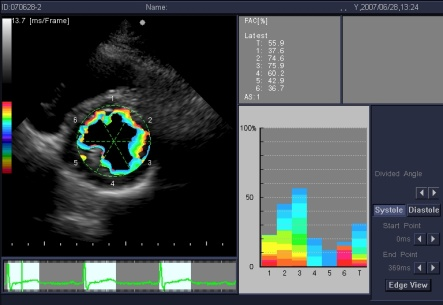 ID:070628-2 Name: , , Y,2007/06/28,13:24
13.7 [ms/Frame]
FAC[%]
Latest
T: 55.9
1: 37.6
2: 74.6
3: 75.9
4: 60.2
5: 42.9
6: 36.7
AS:1
1
2
3
4
5
6
100%
0
1 2 3 4 5 6 T
Divided Angle
Systole Diastole
Start Point
0ms
End Point
369ms
Edge View